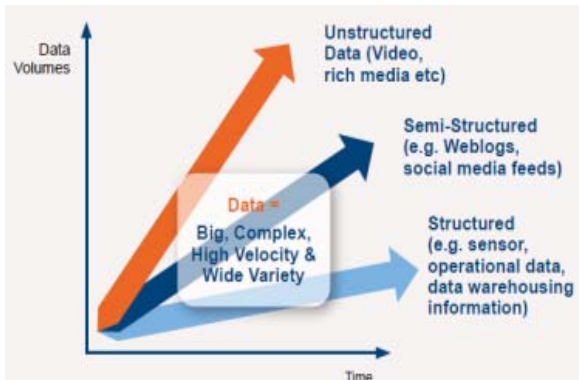 Data
Volumes
Unstructured
Data (Video,
rich media etc)
Semi-Structured
(e.g. Weblogs,
social media feeds)
Data =
Big, Complex,
High Velocity &
Wide Variety
Structured
(e.g. sensor,
operational data,
data warehousing
information)
Time